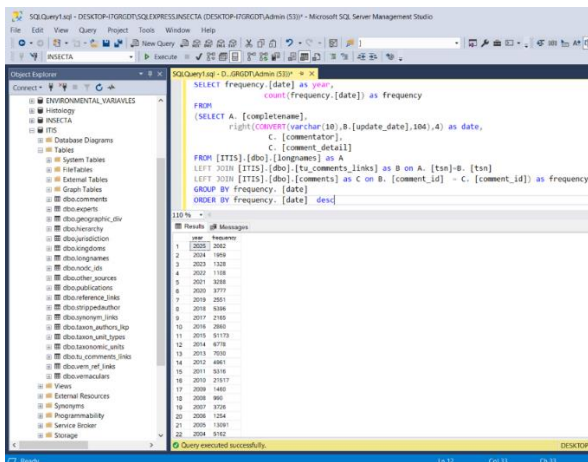 SQLQuery1.sql - DESKTOP-I7GRGDT\SQLEXPRESS.INSECTA (DESKTOP-I7GRGDT\Admin (53))* - Microsoft SQL Server Management Studio
File Edit View Query Project Tools Window Help
New Query
INSECTA Execute
Object Explorer
SQLQuery1.sql - D...GRGDT\Admin (53))*
Connect
ENVIRONMENTAL_VARIAVLES
Histology
INSECTA
ITIS
Database Diagrams
Tables
System Tables
FileTables
External Tables
Graph Tables
dbo.comments
dbo.experts
dbo.geographic_div
dbo.hierarchy
dbo.jurisdiction
dbo.kingdoms
dbo.longnames
dbo.nodc_ids
dbo.other_sources
dbo.publications
dbo.reference_links
dbo.strippedauthor
dbo.synonym_links
dbo.taxon_authors_lkp
dbo.taxon_unit_types
dbo.taxonomic_units
dbo.tu_comments_links
dbo.vern_ref_links
dbo.vernaculars
Views
External Resources
Synonyms
Programmability
Service Broker
Storage
SELECT frequency.[date] as year,
count(frequency.[date]) as frequency
FROM
(SELECT A. [completename],
right(CONVERT(varchar(10),B.[update_date],104),4) as date,
C. [commentator],
C. [comment_detail]
FROM [ITIS].[dbo].[longnames] as A
LEFT JOIN [ITIS].[dbo].[tu_comments_links] as B on A. [tsn]=B. [tsn]
LEFT JOIN [ITIS].[dbo].[comments] as C on B. [comment_id] = C. [comment_id]) as frequency
GROUP BY frequency. [date]
ORDER BY frequency. [date] desc
110 %
Results Messages
year frequency
1 2025 2082
2 2024 1959
3 2023 1328
4 2022 1108
5 2021 3288
6 2020 3777
7 2019 2551
8 2018 6396
9 2017 2165
10 2016 2860
11 2015 51173
12 2014 6778
13 2013 7030
14 2012 4961
15 2011 5316
16 2010 21517
17 2009 1480
18 2008 990
19 2007 3726
20 2006 1254
21 2005 13091
22 2004 5162
Query executed successfully. DESKTOP
Ready